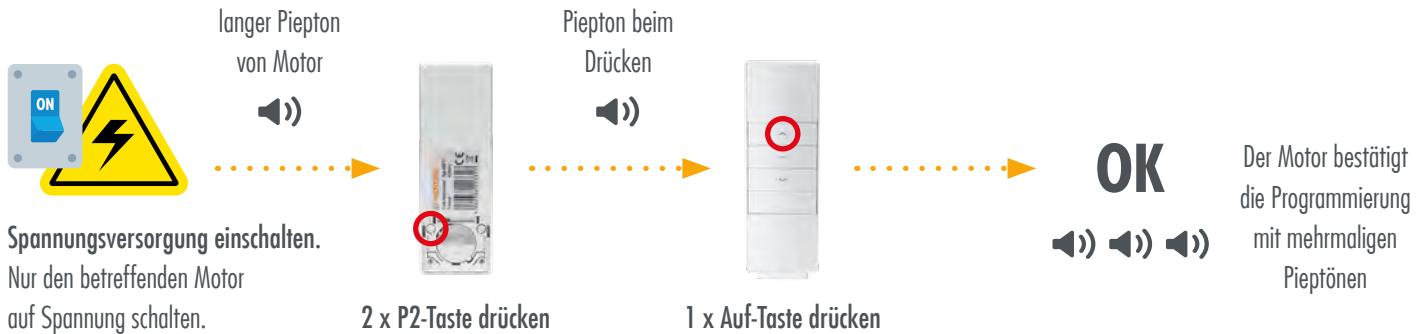 langer Piepton
von Motor
ON
Spannungsversorgung einschalten.
Nur den betreffenden Motor
auf Spannung schalten.
2 x P2-Taste drücken
Piepton beim
Drücken
1 x Auf-Taste drücken
OK
Der Motor bestätigt
die Programmierung
mit mehrmaligen
Pieptönen